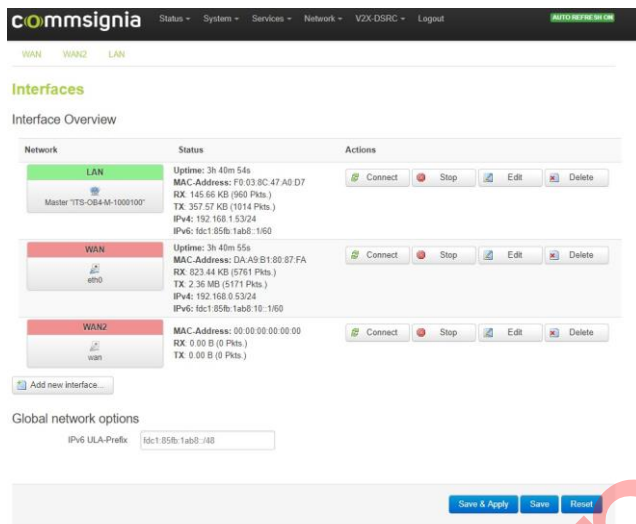 commsignia Status System Services Network V2X-DSRC Logout AUTO REFRESH ON
WAN WAN2 LAN
Interfaces
Interface Overview
Network Status Actions
LAN
Master "ITS-OB4-M-1000100"
Uptime: 3h 40m 54s
MAC-Address: F0:03:8C:47:A0:D7
RX: 145.66 KB (960 Pkts.)
TX: 357.57 KB (1014 Pkts.)
IPv4: 192.168.1.53/24
IPv6: fdc1:85fb:1ab8::1/60
Connect Stop Edit Delete
WAN
eth0
Uptime: 3h 40m 55s
MAC-Address: DA:A9:B1:80:87:FA
RX: 823.44 KB (5761 Pkts.)
TX: 2.36 MB (5171 Pkts.)
IPv4: 192.168.0.53/24
IPv6: fdc1:85fb:1ab8:10::1/60
Connect Stop Edit Delete
WAN2
wan
MAC-Address: 00:00:00:00:00:00
RX: 0.00 B (0 Pkts.)
TX: 0.00 B (0 Pkts.)
Connect Stop Edit Delete
Add new interface...
Global network options
IPv6 ULA-Prefix fdc1:85fb:1ab8::/48
Save & Apply Save Reset